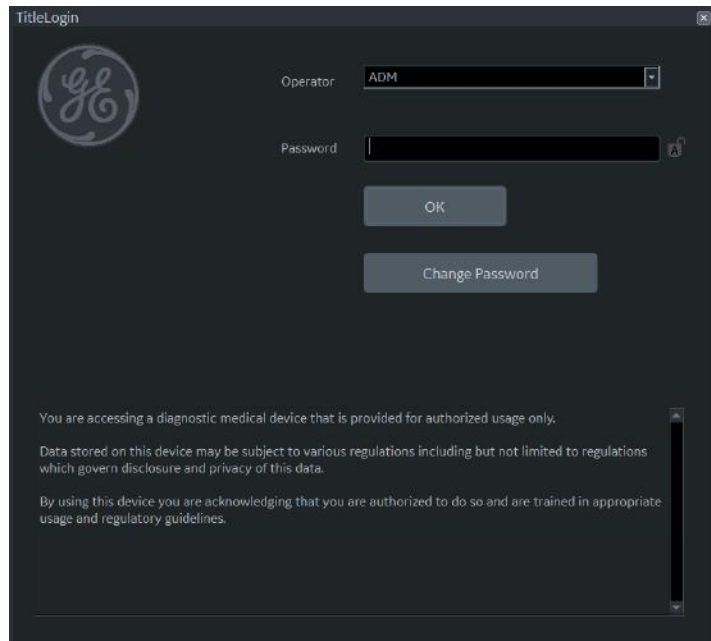 TitleLogin
GE
Operator
ADM
Password
A
OK
Change Password
You are accessing a diagnostic medical device that is provided for authorized usage only.
Data stored on this device may be subject to various regulations including but not limited to regulations
which govern disclosure and privacy of this data.
By using this device you are acknowledging that you are authorized to do so and are trained in appropriate
usage and regulatory guidelines.